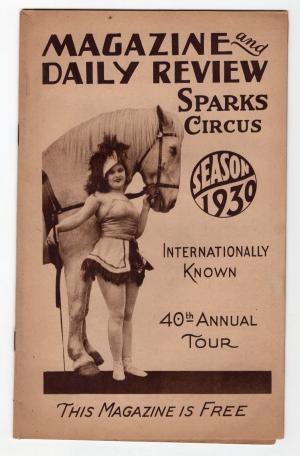 MAGAZINE and
DAILY REVIEW
SPARKS
CIRCUS
SEASON
1930
INTERNATIONALLY
KNOWN
40th ANNUAL
TOUR
THIS MAGAZINE IS FREE